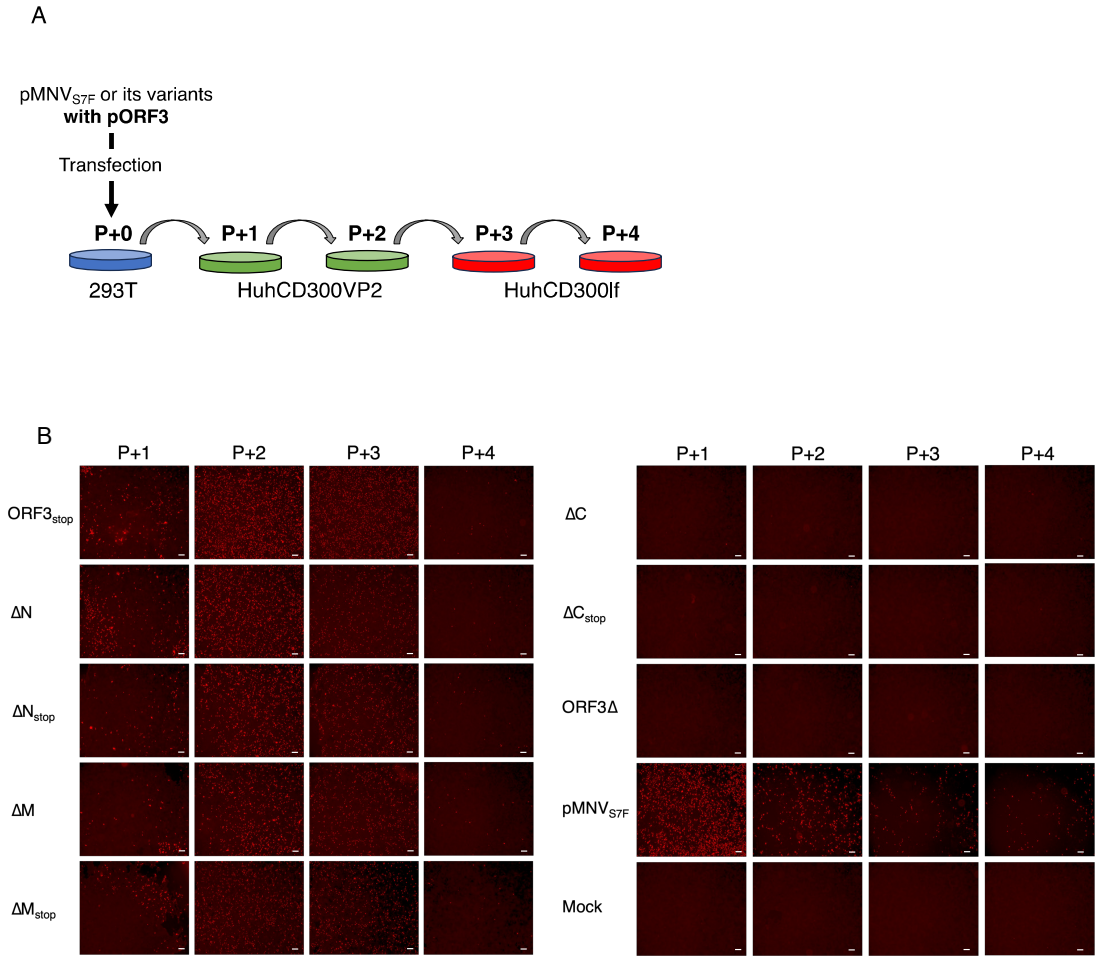 A
pMNVS7F or its variants
with pORF3
Transfection
P+0 P+1 P+2 P+3 P+4
293T HuhCD300VP2 HuhCD300lf
B
P+1 P+2 P+3 P+4
ORF3stop
ΔN
ΔNstop
ΔM
ΔMstop
P+1 P+2 P+3 P+4
ΔC
ΔCstop
ORF3Δ
pMNVS7F
Mock